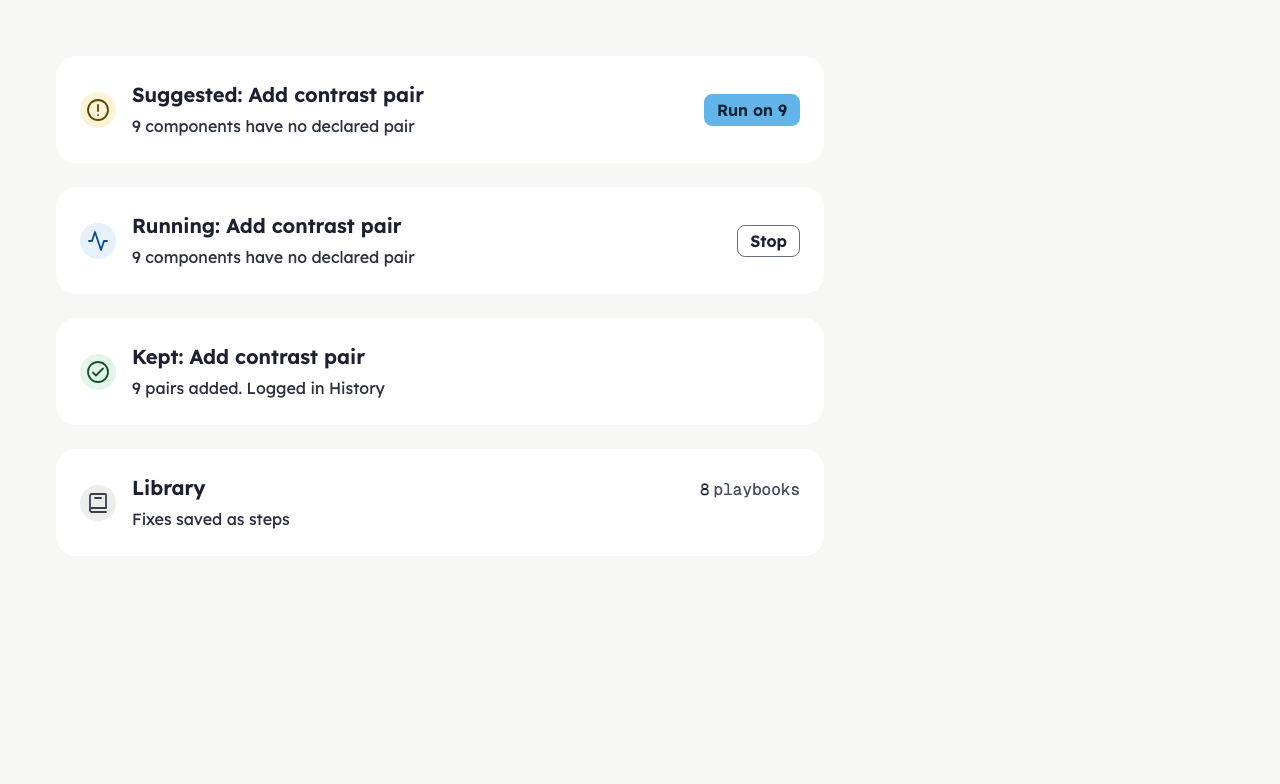 Suggested: Add contrast pair
9 components have no declared pair
Run on 9
Running: Add contrast pair
9 components have no declared pair
Stop
Kept: Add contrast pair
9 pairs added. Logged in History
Library
8 playbooks
Fixes saved as steps